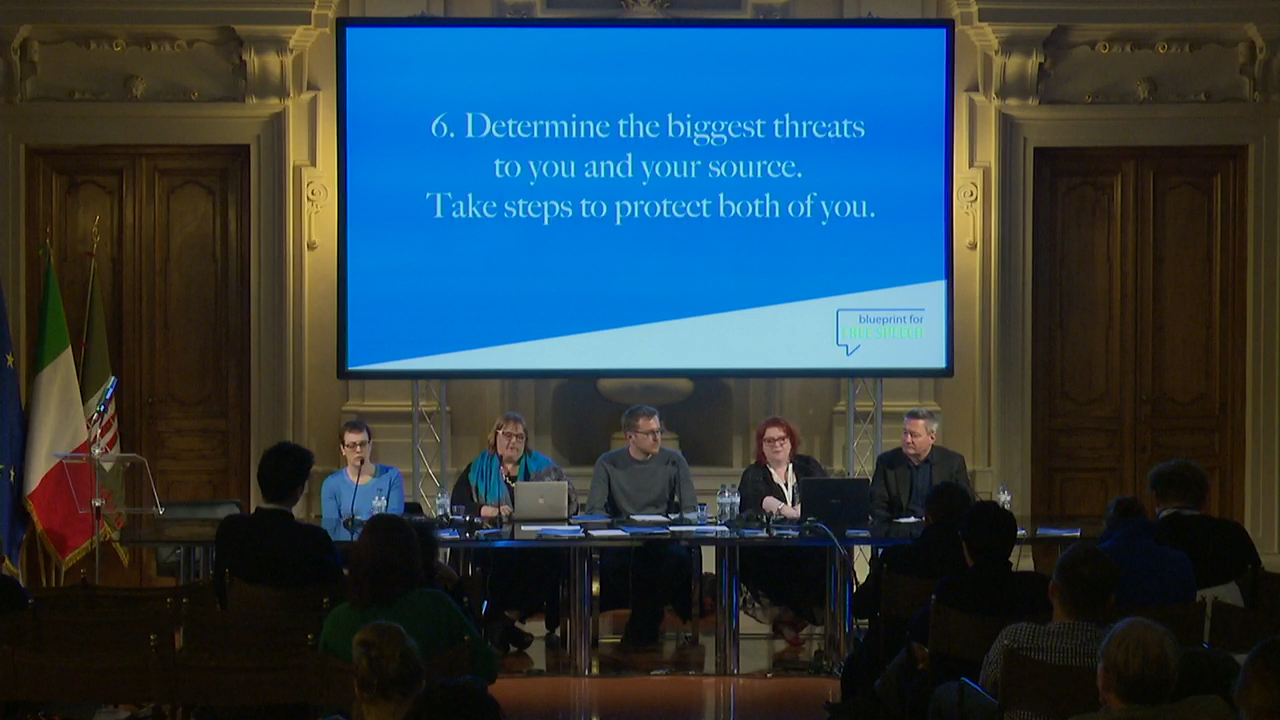 6. Determine the biggest threats
to you and your source.
Take steps to protect both of you.
blueprint for
FREE SPEECH